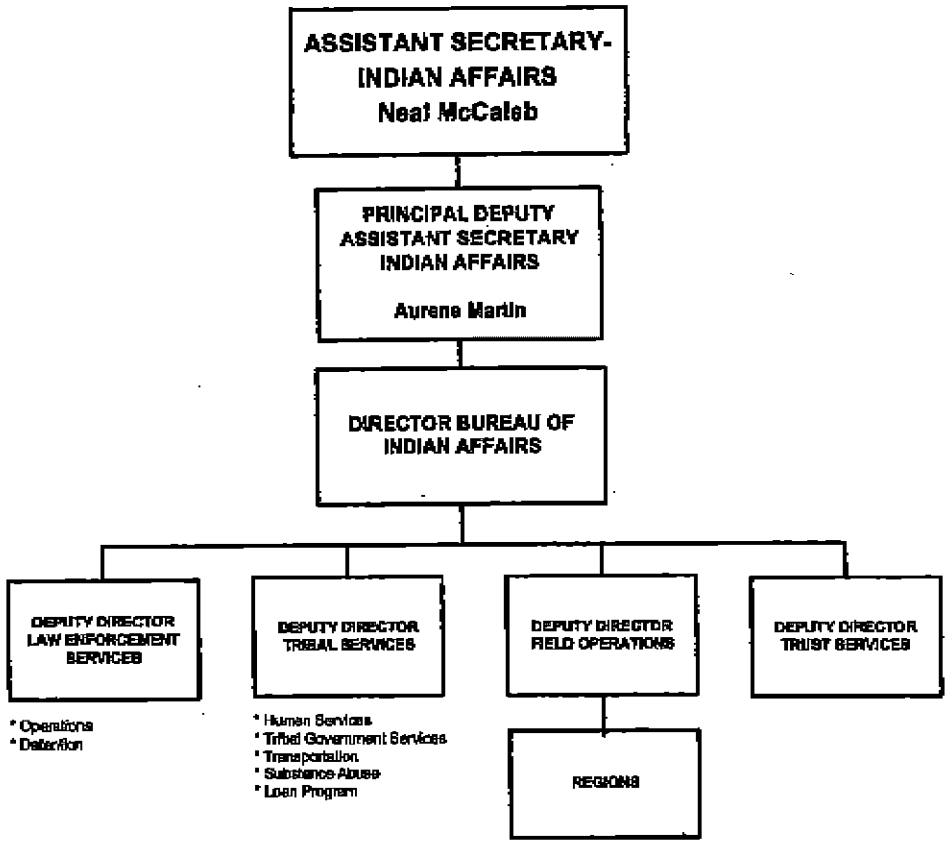 ASSISTANT SECRETARY-
INDIAN AFFAIRS
Neal McCaleb
PRINCIPAL DEPUTY
ASSISTANT SECRETARY
INDIAN AFFAIRS
Aurene Martin
DIRECTOR BUREAU OF
INDIAN AFFAIRS
DEPUTY DIRECTOR
LAW ENFORCEMENT
SERVICES
* Operations
* Detention
DEPUTY DIRECTOR
TRIBAL SERVICES
* Human Services
* Tribal Government Services
* Transportation
* Substance Abuse
* Loan Program
DEPUTY DIRECTOR
FIELD OPERATIONS
REGIONS
DEPUTY DIRECTOR
TRUST SERVICES